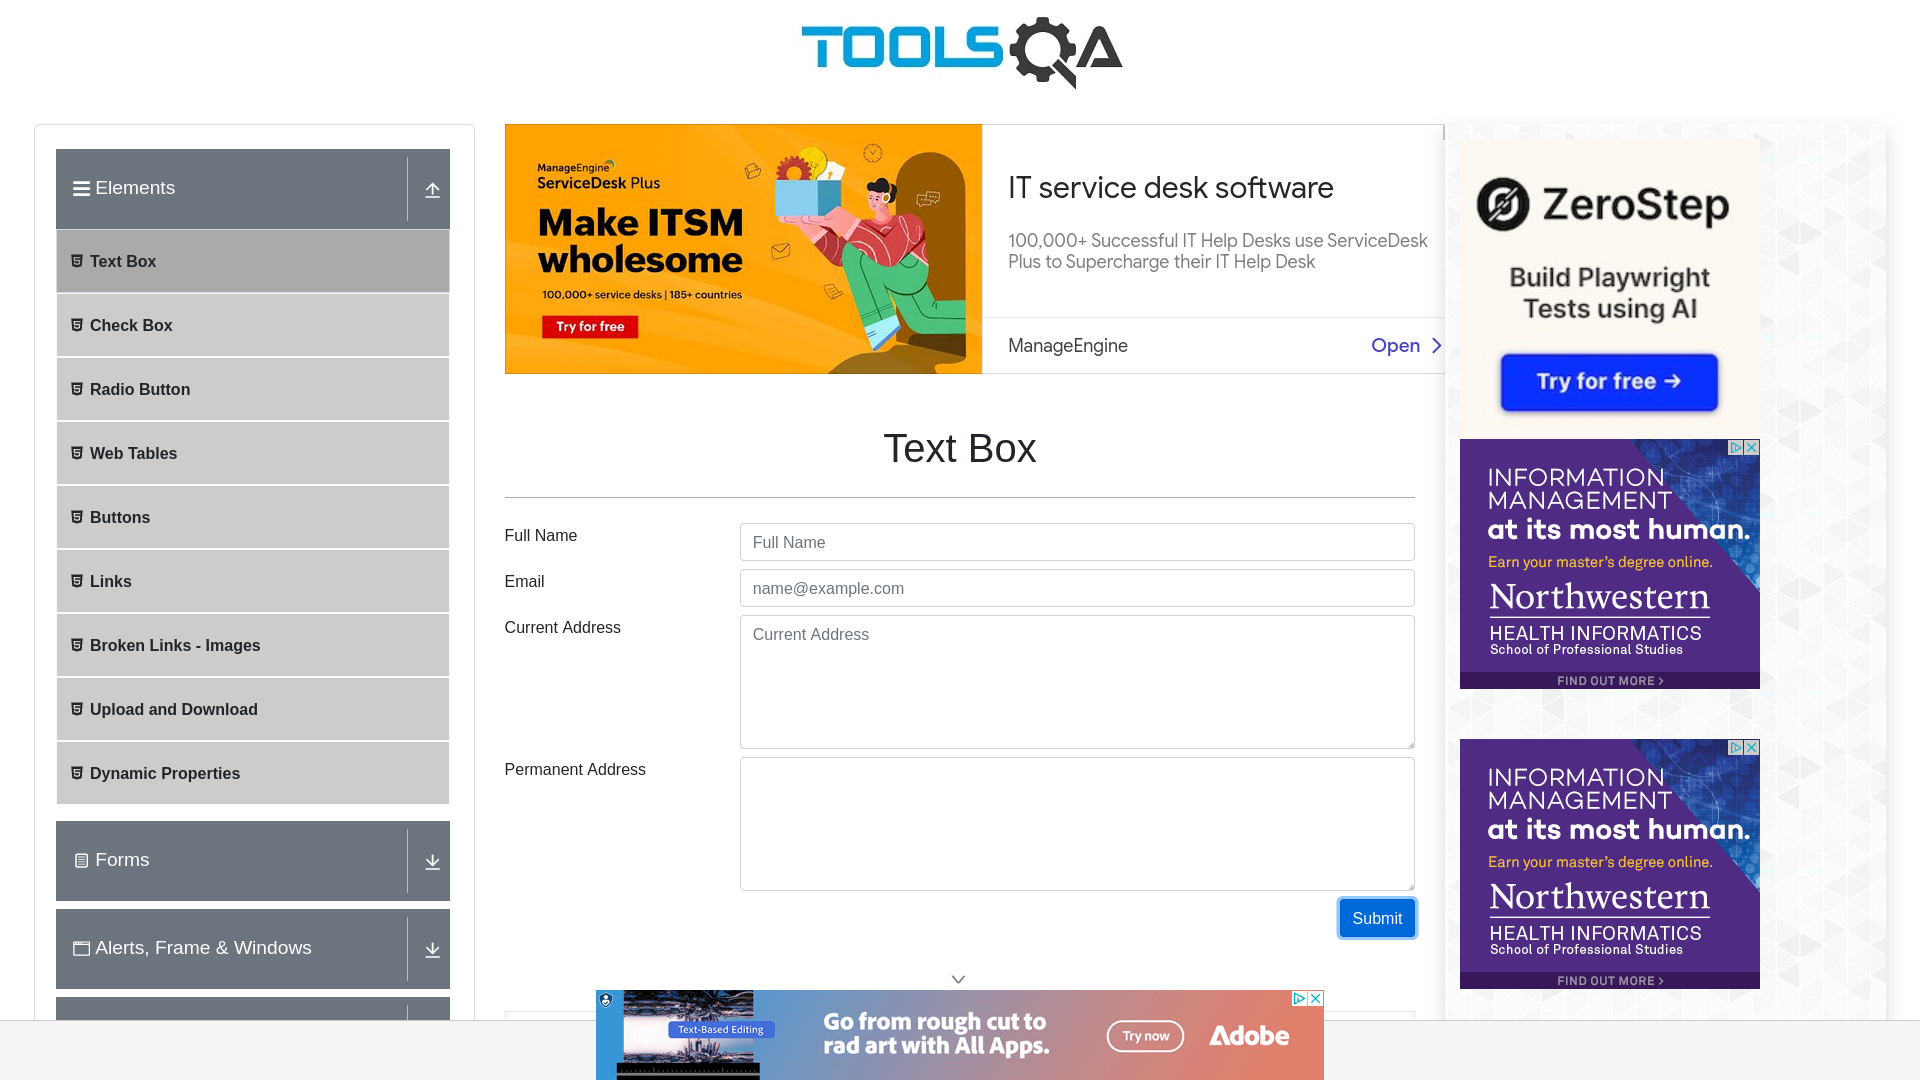 TOOLSQA
Elements
Text Box
Check Box
Radio Button
Web Tables
Buttons
Links
Broken Links - Images
Upload and Download
Dynamic Properties
Forms
Alerts, Frame & Windows
ManageEngine
ServiceDesk Plus
Make ITSM
wholesome
100,000+ service desks | 185+ countries
Try for free
IT service desk software
100,000+ Successful IT Help Desks use ServiceDesk
Plus to Supercharge their IT Help Desk
ManageEngine
Open
Text Box
Full Name
Full Name
Email
name@example.com
Current Address
Current Address
Permanent Address
Submit
ZeroStep
Build Playwright
Tests using AI
Try for free →
INFORMATION
MANAGEMENT
at its most human.
Earn your master's degree online.
Northwestern
HEALTH INFORMATICS
School of Professional Studies
FIND OUT MORE >
INFORMATION
MANAGEMENT
at its most human.
Earn your master's degree online.
Northwestern
HEALTH INFORMATICS
School of Professional Studies
FIND OUT MORE >
Text-Based Editing
Go from rough cut to
rad art with All Apps.
Try now
Adobe